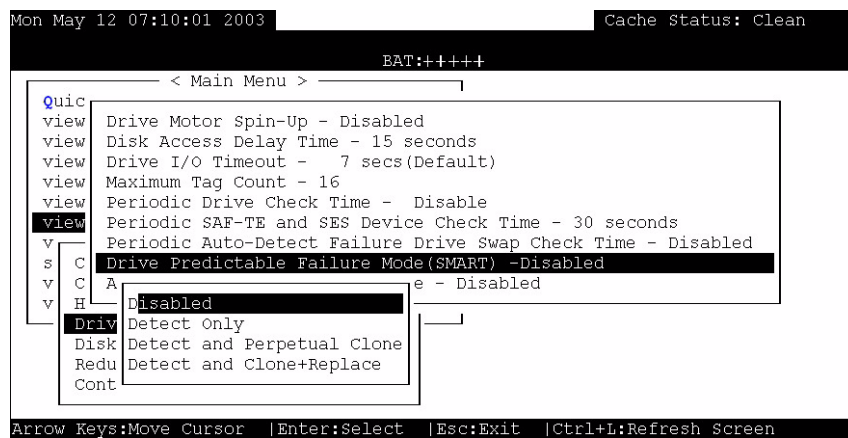 Mon May 12 07:10:01 2003 Cache Status: Clean
BAT:+++++
< Main Menu >
Quic
view Drive Motor Spin-Up - Disabled
view Disk Access Delay Time - 15 seconds
view Drive I/O Timeout - 7 secs(Default)
view Maximum Tag Count - 16
view Periodic Drive Check Time - Disable
view Periodic SAF-TE and SES Device Check Time - 30 seconds
v Periodic Auto-Detect Failure Drive Swap Check Time - Disabled
s C Drive Predictable Failure Mode(SMART) -Disabled
v C A e - Disabled
v H Disabled
Driv Detect Only
Disk Detect and Perpetual Clone
Redu Detect and Clone+Replace
Cont
Arrow Keys:Move Cursor |Enter:Select |Esc:Exit |Ctrl+L:Refresh Screen